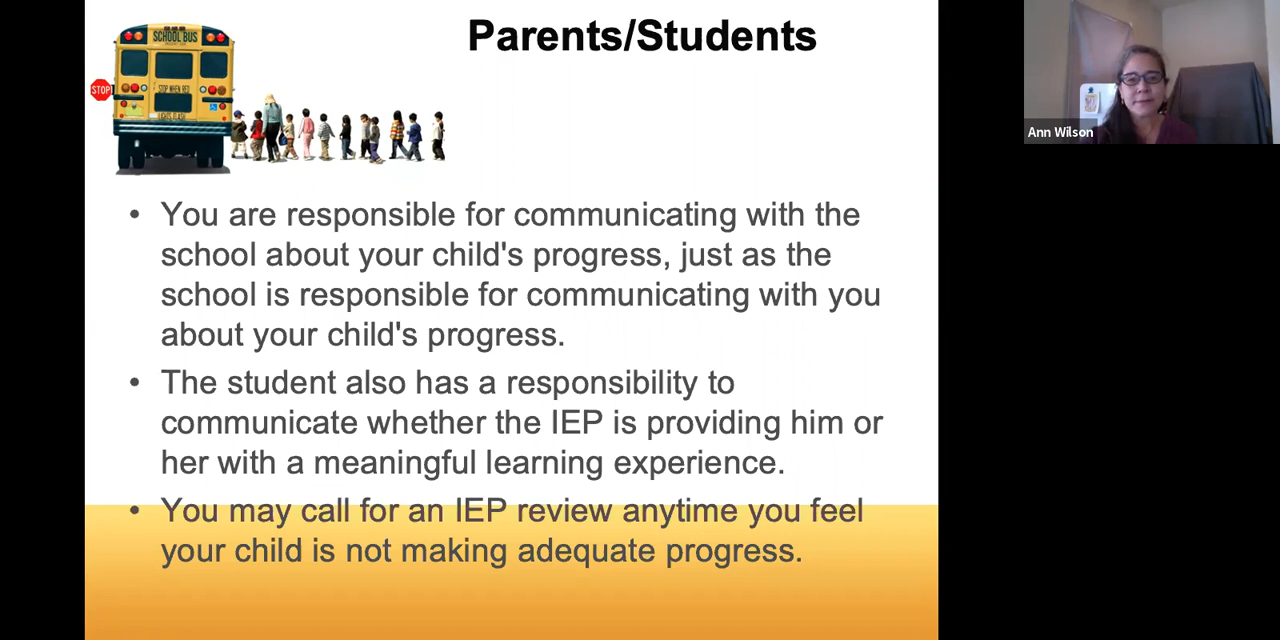 Parents/Students
SCHOOL BUS
STOP
STOP WHEN RED
You are responsible for communicating with the
school about your child's progress, just as the
school is responsible for communicating with you
about your child's progress.
The student also has a responsibility to
communicate whether the IEP is providing him or
her with a meaningful learning experience.
You may call for an IEP review anytime you feel
your child is not making adequate progress.
Ann Wilson